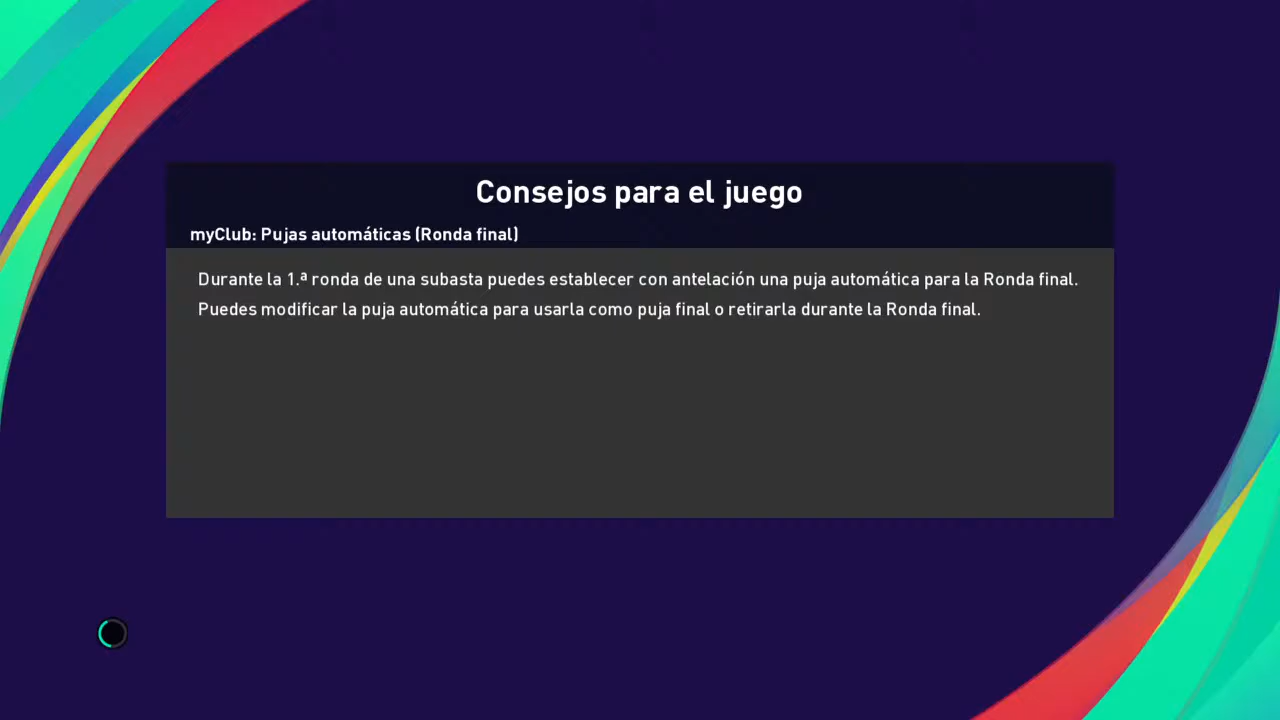 Consejos para el juego
myClub: Pujas automáticas (Ronda final)
Durante la 1.ª ronda de una subasta puedes establecer con antelación una puja automática para la Ronda final.
Puedes modificar la puja automática para usarla como puja final o retirarla durante la Ronda final.